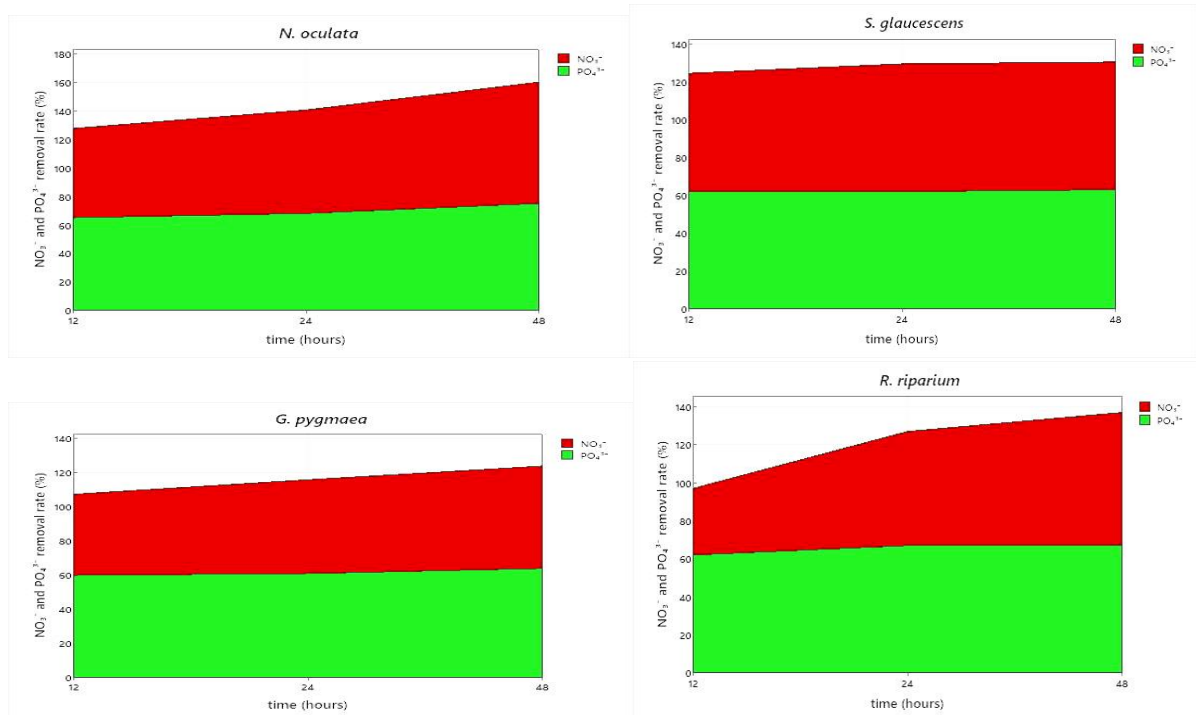 N. oculata
NO₃⁻ and PO₄³⁻ removal rate (%)
180
160
140
120
100
80
60
40
20
0
12
24
48
time (hours)
NO₃⁻
PO₄³⁻
S. glaucescens
NO₃⁻ and PO₄³⁻ removal rate (%)
140
120
100
80
60
40
20
0
12
24
48
time (hours)
NO₃⁻
PO₄³⁻
G. pygmaea
NO₃⁻ and PO₄³⁻ removal rate (%)
140
120
100
80
60
40
20
0
12
24
48
time (hours)
NO₃⁻
PO₄³⁻
R. riparium
NO₃⁻ and PO₄³⁻ removal rate (%)
140
120
100
80
60
40
20
0
12
24
48
time (hours)
NO₃⁻
PO₄³⁻